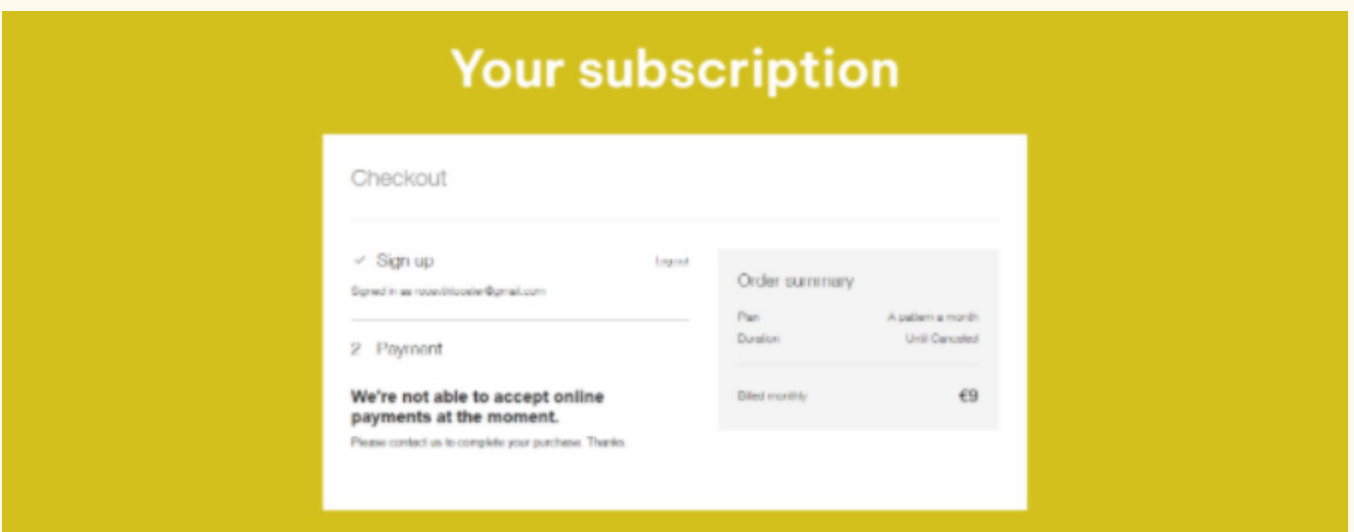 Your subscription
Checkout
Sign up
Logout
Signed in as
2 Payment
We're not able to accept online
payments at the moment.
Please contact us to complete your purchase. Thanks
Order summary
Plan A pattern a month
Duration Until Canceled
Billed monthly €9